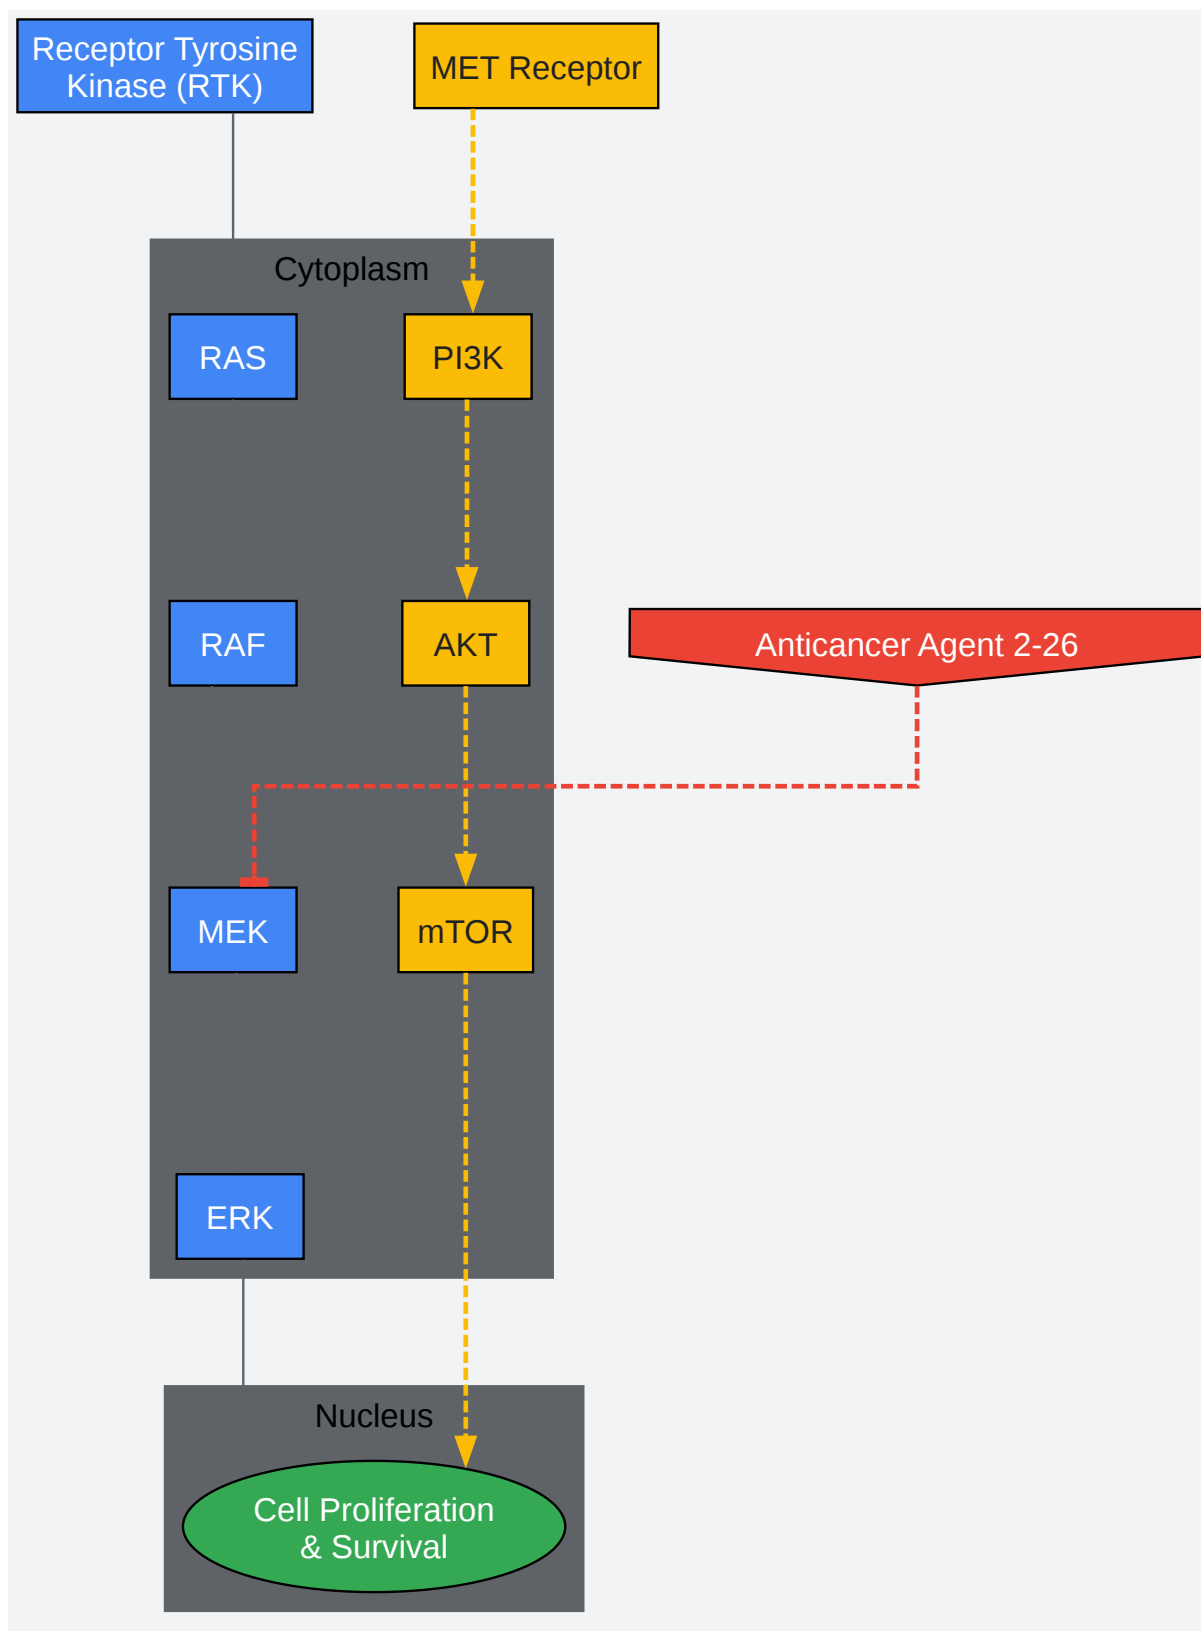 Receptor Tyrosine
Kinase (RTK)
MET Receptor
Cytoplasm
RAS
PI3K
RAF
AKT
Anticancer Agent 2-26
MEK
mTOR
ERK
Nucleus
Cell Proliferation
& Survival